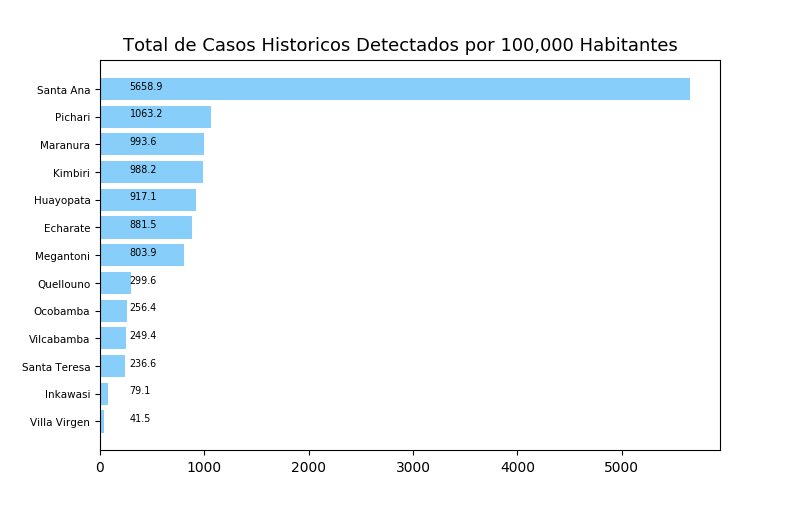 Total de Casos Historicos Detectados por 100,000 Habitantes
Santa Ana 5658.9
Pichari 1063.2
Maranura 993.6
Kimbiri 988.2
Huayopata 917.1
Echarate 881.5
Megantoni 803.9
Quellouno 299.6
Ocobamba 256.4
Vilcabamba 249.4
Santa Teresa 236.6
Inkawasi 79.1
Villa Virgen 41.5
0 1000 2000 3000 4000 5000